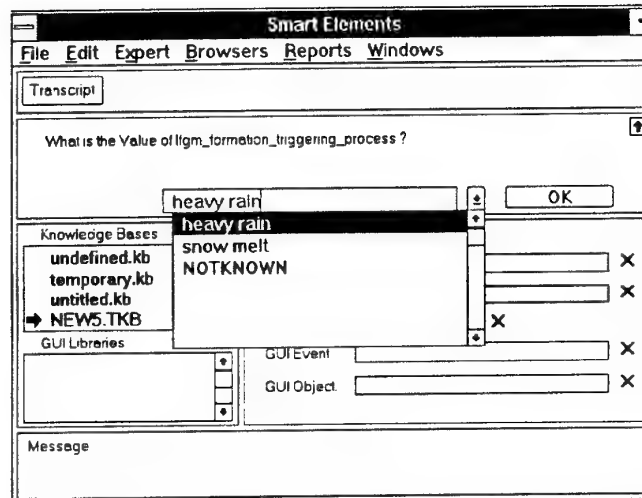 Smart Elements
File Edit Expert Browsers Reports Windows
Transcript
What is the Value of lfgm_formation_triggering_process ?
heavy rain
OK
heavy rain
snow melt
NOTKNOWN
Knowledge Bases
undefined.kb
temporary.kb
untitled.kb
NEW5.TKB
GUI Libraries
GUI Event
GUI Object.
Message